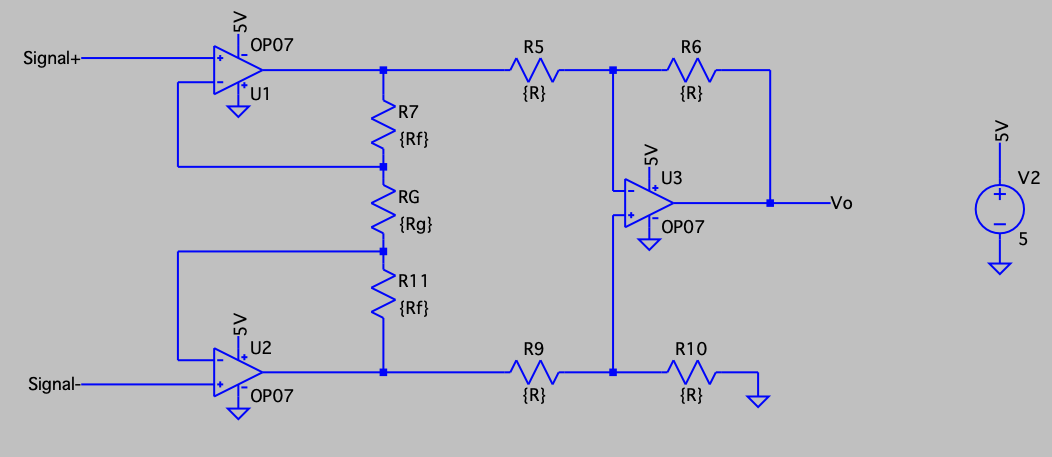 5V
OP07
Signal+
U1
R5
{R}
R6
{R}
R7
{Rf}
5V
U3
OP07
Vo
5V
V2
5
RG
{Rg}
R11
{Rf}
5V
U2
Signal-
OP07
R9
{R}
R10
{R}